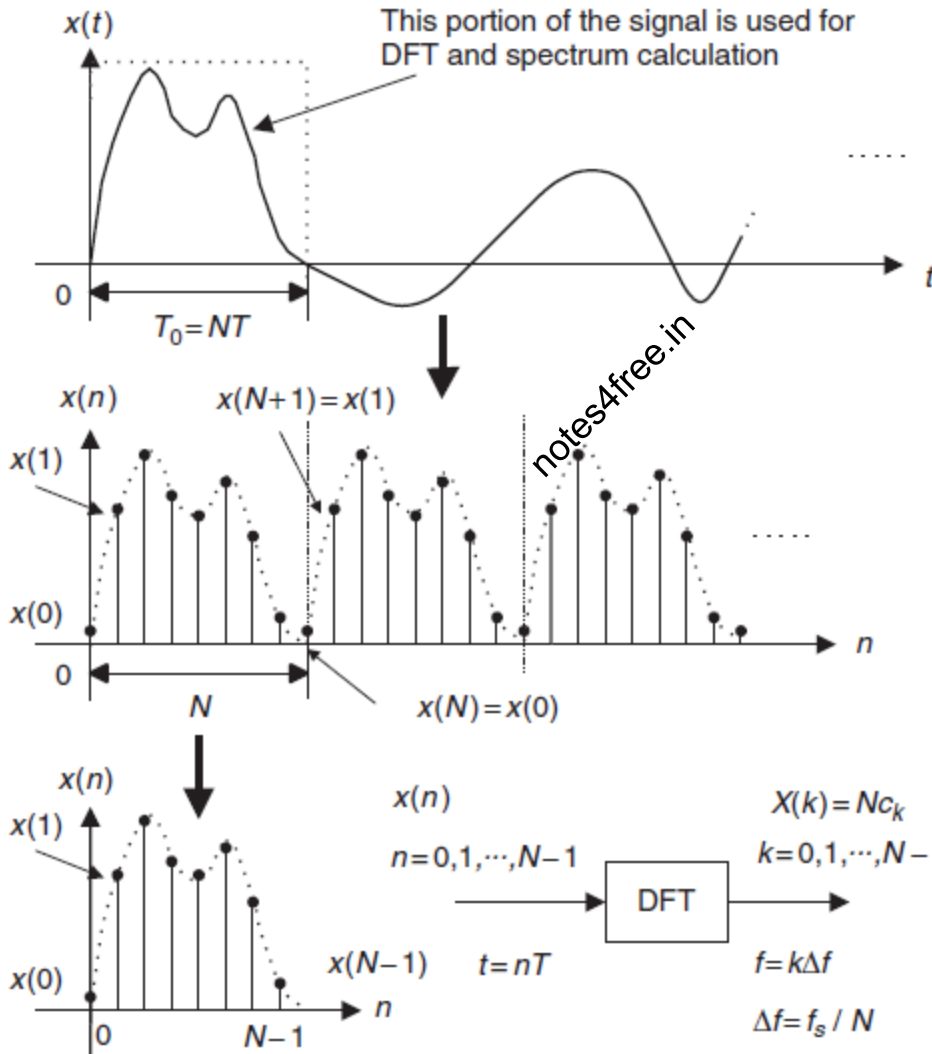 x(t)
This portion of the signal is used for
DFT and spectrum calculation
.....
0
t
T₀=NT
notes4free.in
x(n)
x(N+1)=x(1)
x(1)
x(0)
.....
n
0
N
x(N)=x(0)
x(n)
x(1)
x(0)
x(N−1)
n
0
N−1
x(n)
n=0,1,···,N−1
t=nT
DFT
X(k)=Ncₖ
k=0,1,···,N−
f=kΔf
Δf=fₛ / N